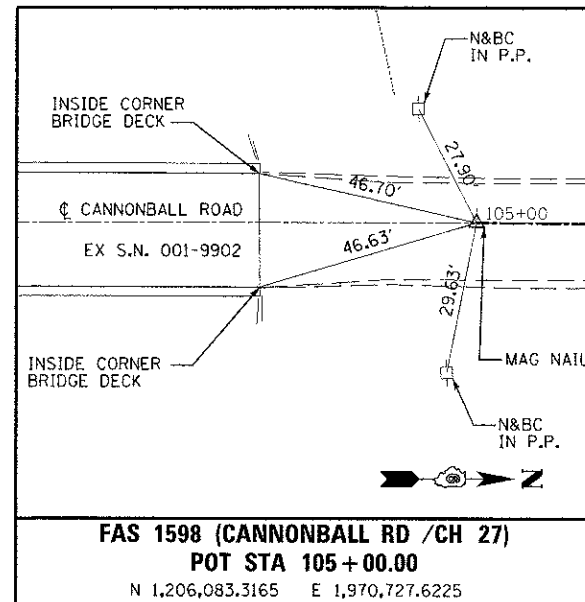 N&BC
IN P.P.
INSIDE CORNER
BRIDGE DECK
27.90'
46.70'
℄ CANNONBALL ROAD
105+00
EX S.N. 001-9902
46.63'
29.63'
INSIDE CORNER
BRIDGE DECK
MAG NAIL
N&BC
IN P.P.
N
FAS 1598 (CANNONBALL RD /CH 27)
POT STA 105+00.00
N 1,206,083.3165 E 1,970,727.6225